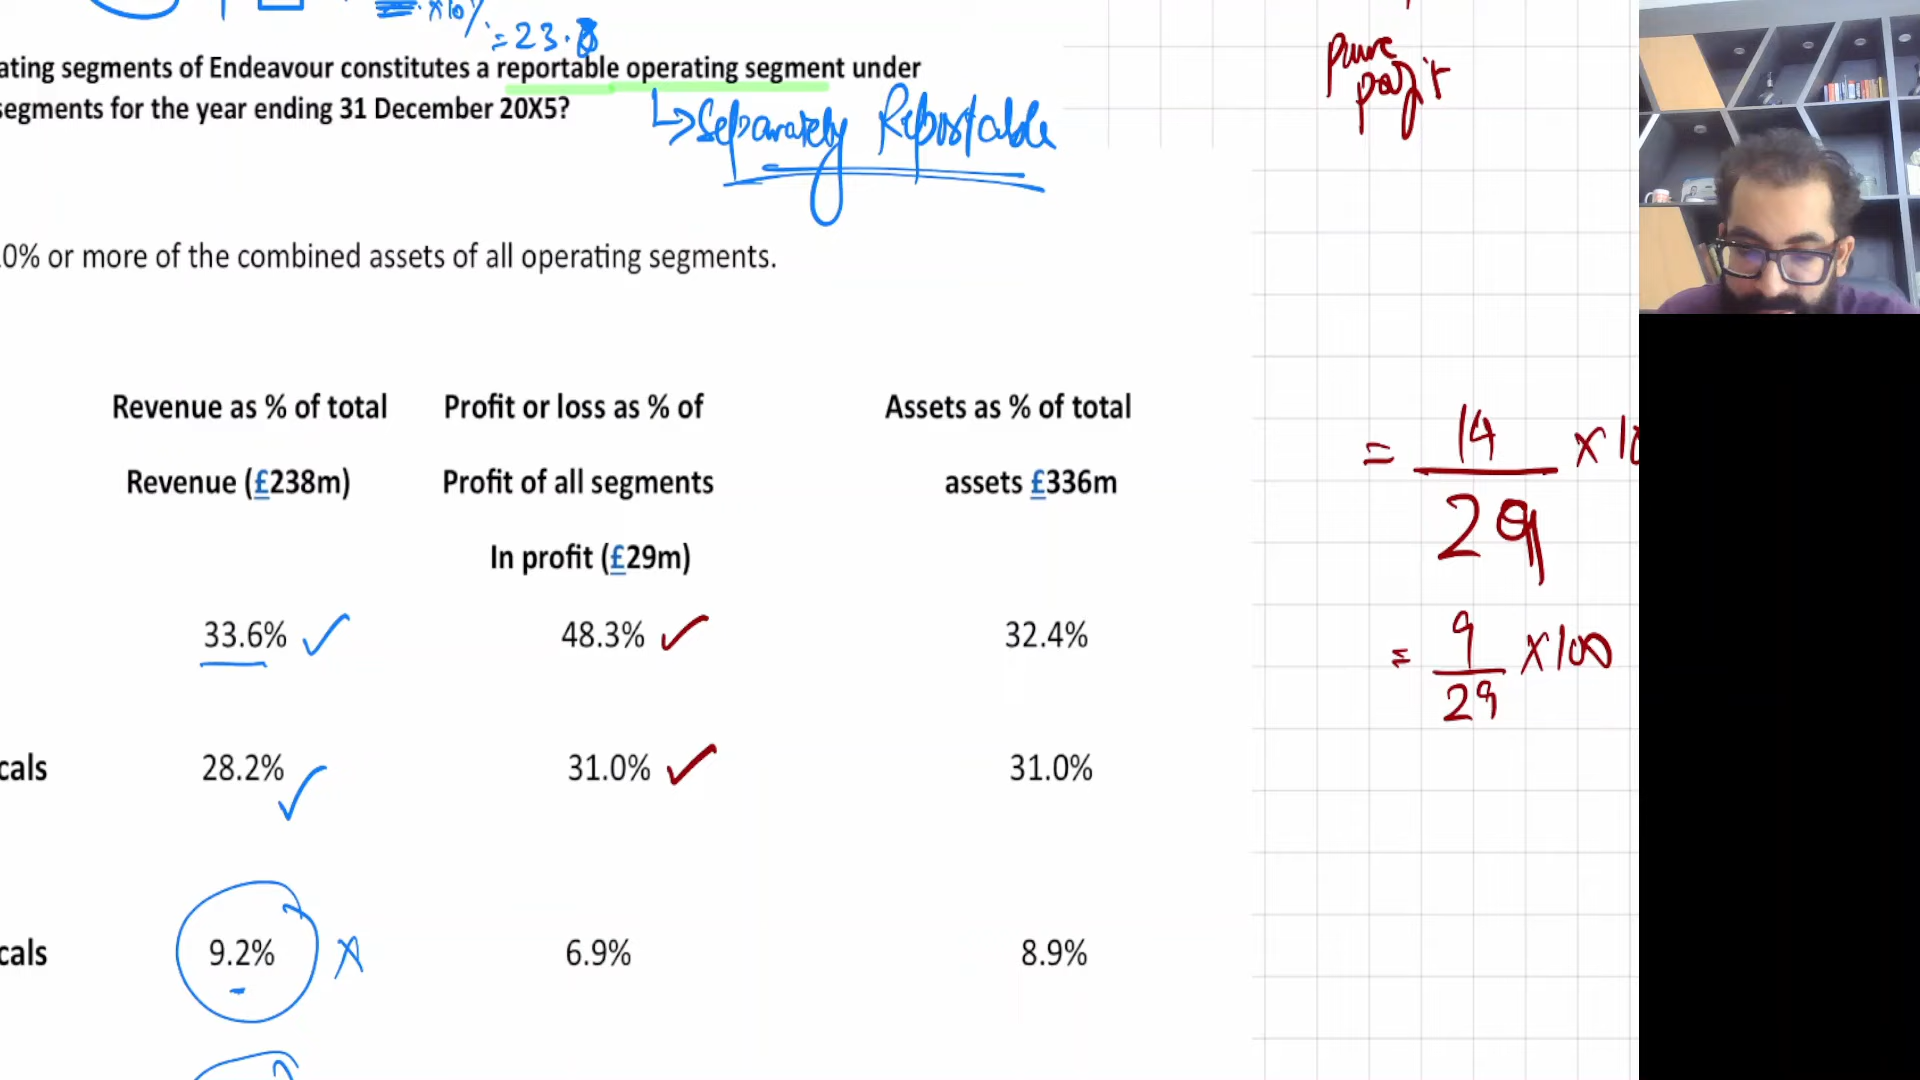 ×10%
= 23.8
ating segments of Endeavour constitutes a reportable operating segment under
segments for the year ending 31 December 20X5?
↳ Separately Reportable
pure
profit
0% or more of the combined assets of all operating segments.
Revenue as % of total Profit or loss as % of Assets as % of total
Revenue (£238m) Profit of all segments assets £336m
In profit (£29m)
33.6% ✓ 48.3% ✓ 32.4%
cals 28.2% ✓ 31.0% ✓ 31.0%
cals 9.2% X 6.9% 8.9%
= 14 ×10
29
= 9 ×100
29